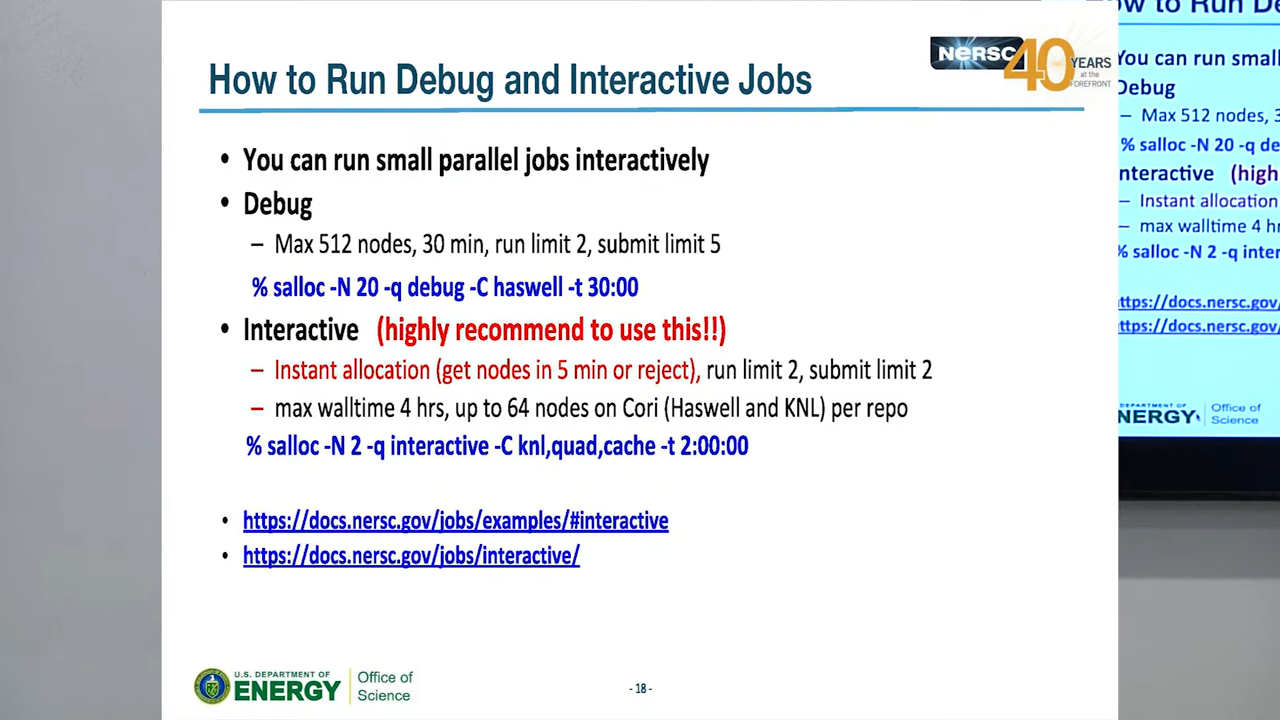 How to Run Debug and Interactive Jobs
NERSC 40 YEARS at the FOREFRONT
• You can run small parallel jobs interactively
• Debug
– Max 512 nodes, 30 min, run limit 2, submit limit 5
% salloc -N 20 -q debug -C haswell -t 30:00
• Interactive (highly recommend to use this!!)
– Instant allocation (get nodes in 5 min or reject), run limit 2, submit limit 2
– max walltime 4 hrs, up to 64 nodes on Cori (Haswell and KNL) per repo
% salloc -N 2 -q interactive -C knl,quad,cache -t 2:00:00
• https://docs.nersc.gov/jobs/examples/#interactive
• https://docs.nersc.gov/jobs/interactive/
U.S. DEPARTMENT OF
ENERGY
Office of
Science
- 18 -
ow to Run De
You can run small
Debug
– Max 512 nodes, 3
% salloc -N 20 -q de
nteractive (high
– Instant allocation
– max walltime 4 h
% salloc -N 2 -q inter
ttps://docs.nersc.gov/
ttps://docs.nersc.gov/
DEPARTMENT OF
ENERGY
Office of
Science